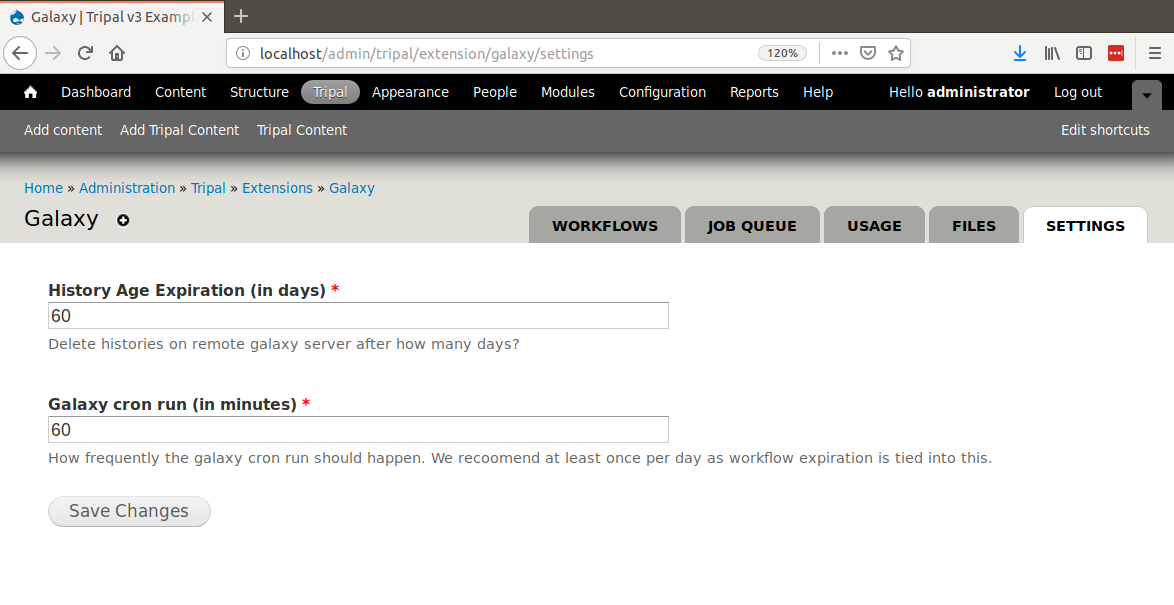 Galaxy | Tripal v3 Exampl
localhost/admin/tripal/extension/galaxy/settings 120%
Dashboard Content Structure Tripal Appearance People Modules Configuration Reports Help Hello administrator Log out
Add content Add Tripal Content Tripal Content Edit shortcuts
Home » Administration » Tripal » Extensions » Galaxy
Galaxy WORKFLOWS JOB QUEUE USAGE FILES SETTINGS
History Age Expiration (in days) *
60
Delete histories on remote galaxy server after how many days?
Galaxy cron run (in minutes) *
60
How frequently the galaxy cron run should happen. We recoomend at least once per day as workflow expiration is tied into this.
Save Changes